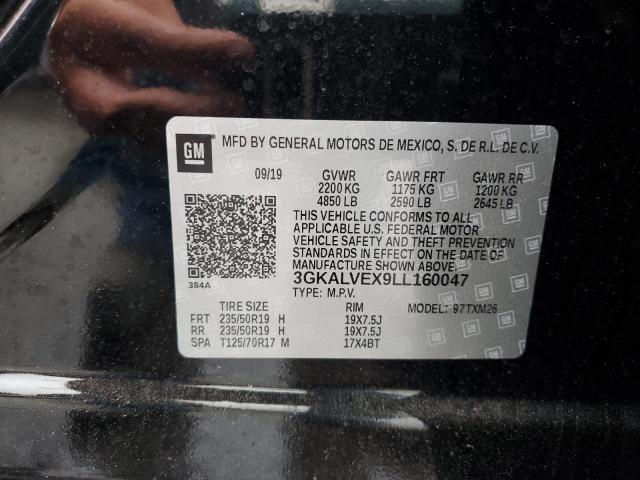 GM
MFD BY GENERAL MOTORS DE MEXICO, S. DE R.L. DE C.V.
09/19 GVWR GAWR FRT GAWR RR
2200 KG 1175 KG 1200 KG
4850 LB 2590 LB 2645 LB
THIS VEHICLE CONFORMS TO ALL
APPLICABLE U.S. FEDERAL MOTOR
VEHICLE SAFETY AND THEFT PREVENTION
STANDARDS IN EFFECT ON THE DATE OF
MANUFACTURE SHOWN ABOVE.
384A 3GKALVEX9LL160047
TYPE: M.P.V.
TIRE SIZE RIM MODEL: 97TXM26
FRT 235/50R19 H 19X7.5J
RR 235/50R19 H 19X7.5J
SPA T125/70R17 M 17X4BT